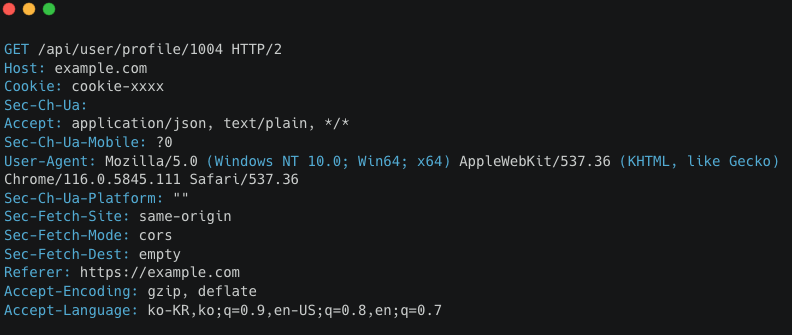 GET /api/user/profile/1004 HTTP/2
Host: example.com
Cookie: cookie-xxxx
Sec-Ch-Ua:
Accept: application/json, text/plain, */*
Sec-Ch-Ua-Mobile: ?0
User-Agent: Mozilla/5.0 (Windows NT 10.0; Win64; x64) AppleWebKit/537.36 (KHTML, like Gecko)
Chrome/116.0.5845.111 Safari/537.36
Sec-Ch-Ua-Platform: ""
Sec-Fetch-Site: same-origin
Sec-Fetch-Mode: cors
Sec-Fetch-Dest: empty
Referer: https://example.com
Accept-Encoding: gzip, deflate
Accept-Language: ko-KR,ko;q=0.9,en-US;q=0.8,en;q=0.7